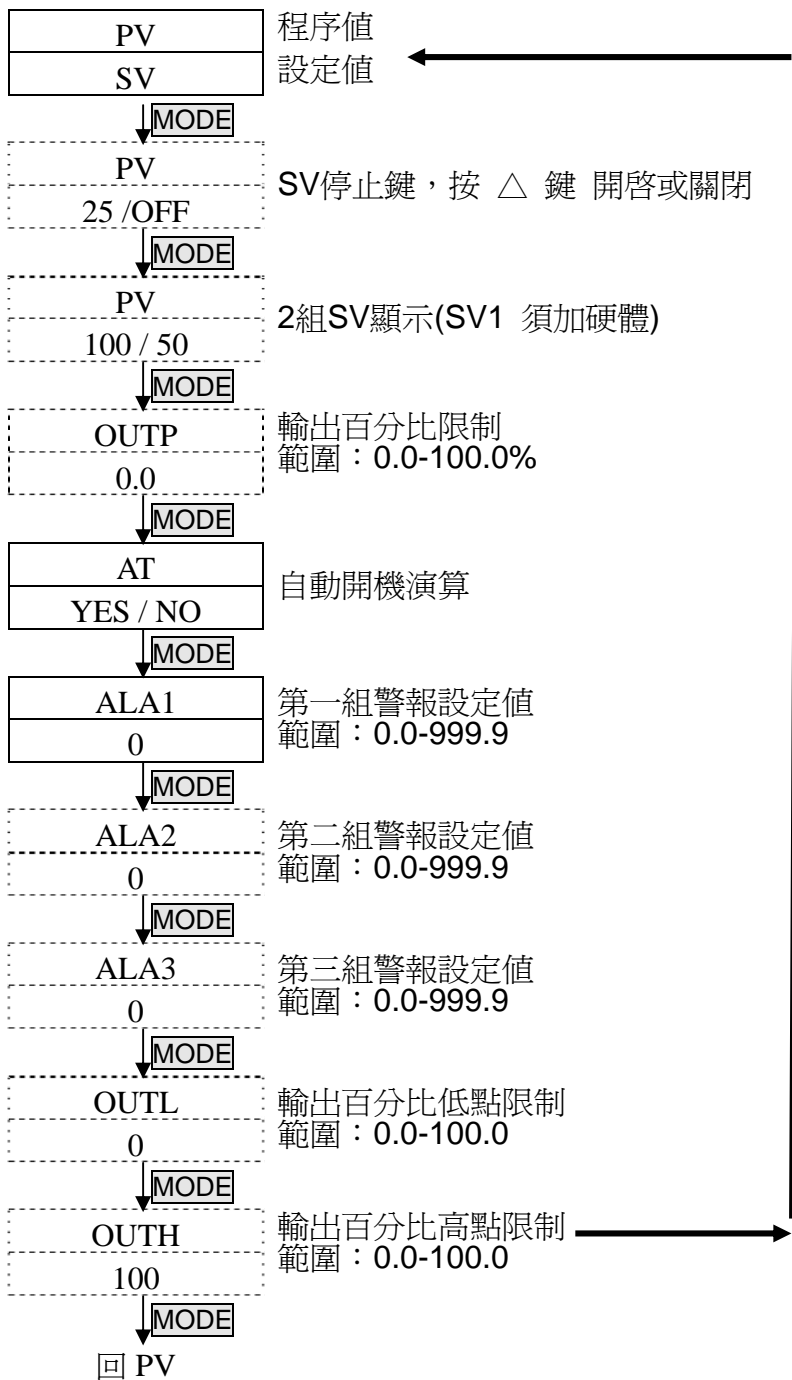 PV
程序值
SV
設定值
MODE
PV
25 /OFF
SV停止鍵，按 △ 鍵 開啓或關閉
MODE
PV
100 / 50
2組SV顯示(SV1 須加硬體)
MODE
OUTP
0.0
輸出百分比限制
範圍：0.0-100.0%
MODE
AT
YES / NO
自動開機演算
MODE
ALA1
0
第一組警報設定值
範圍：0.0-999.9
MODE
ALA2
0
第二組警報設定值
範圍：0.0-999.9
MODE
ALA3
0
第三組警報設定值
範圍：0.0-999.9
MODE
OUTL
0
輸出百分比低點限制
範圍：0.0-100.0
MODE
OUTH
100
輸出百分比高點限制
範圍：0.0-100.0
MODE
回 PV